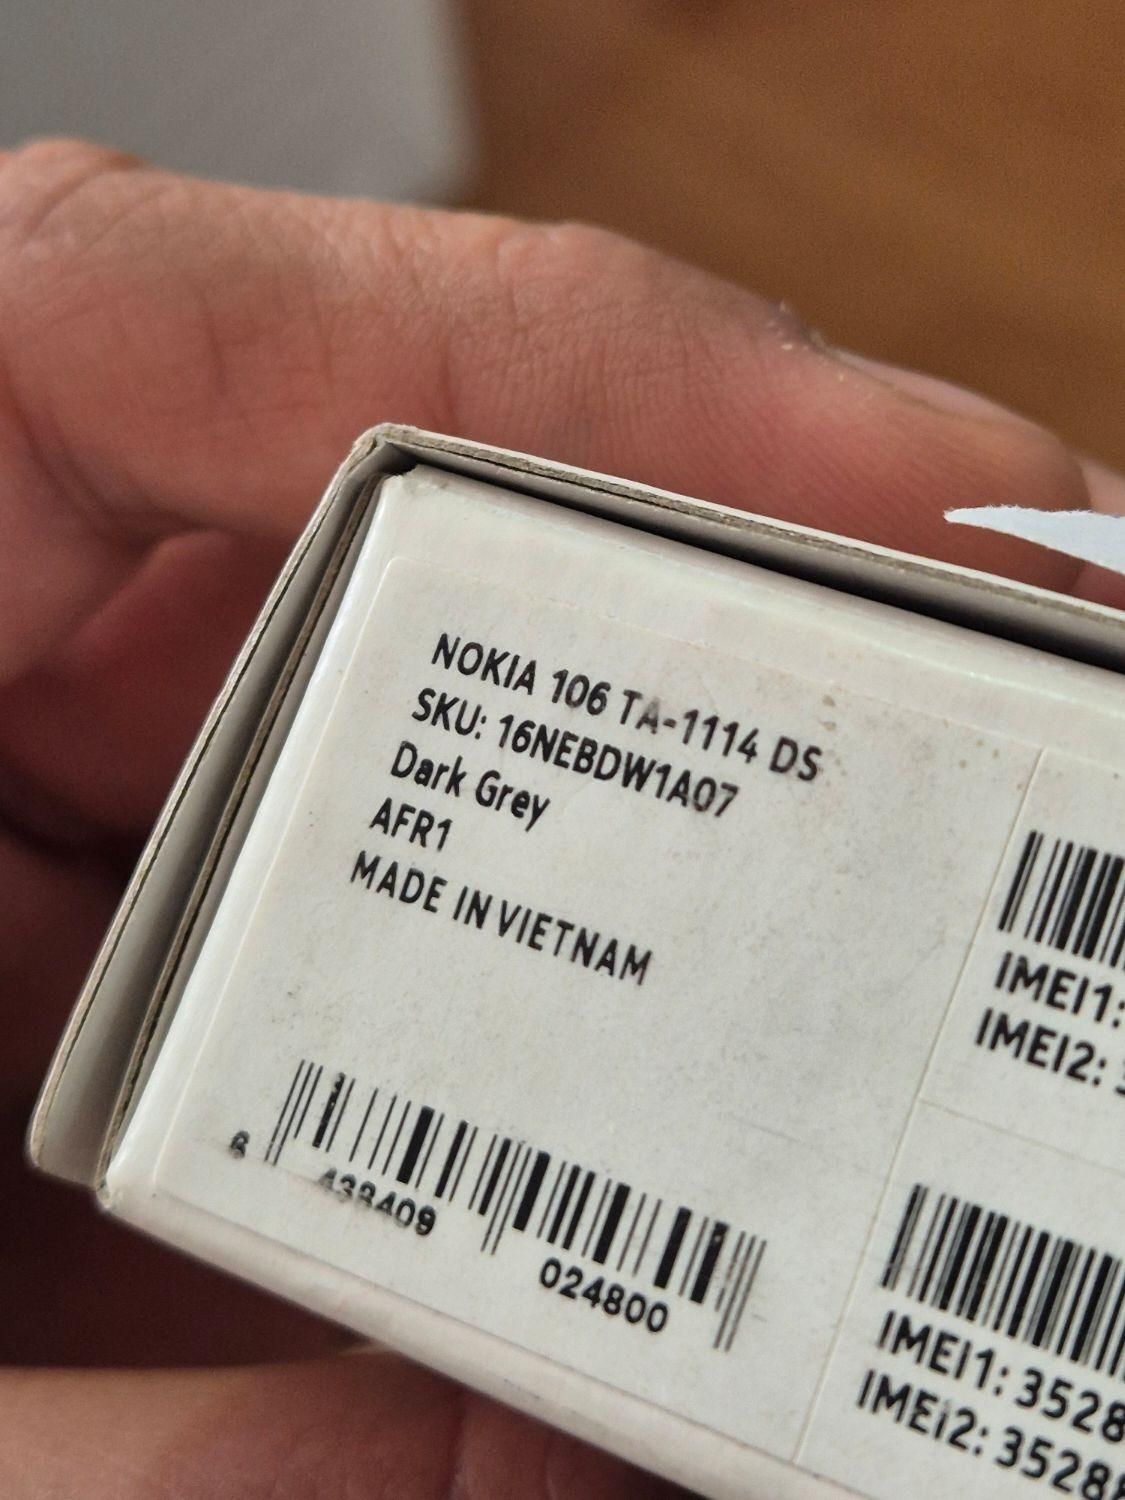 NOKIA 106 TA-1114 DS
SKU: 16NEBDW1A07
Dark Grey
AFR1
MADE IN VIETNAM
6 438409 024800
IMEI1:
IMEI2:
IMEI1: 3528
IMEI2: 3528